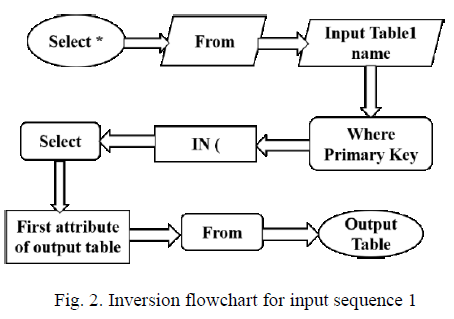 Select *
From
Input Table1
name
Where
Primary Key
IN (
Select
First attribute
of output table
From
Output
Table
Fig. 2. Inversion flowchart for input sequence 1